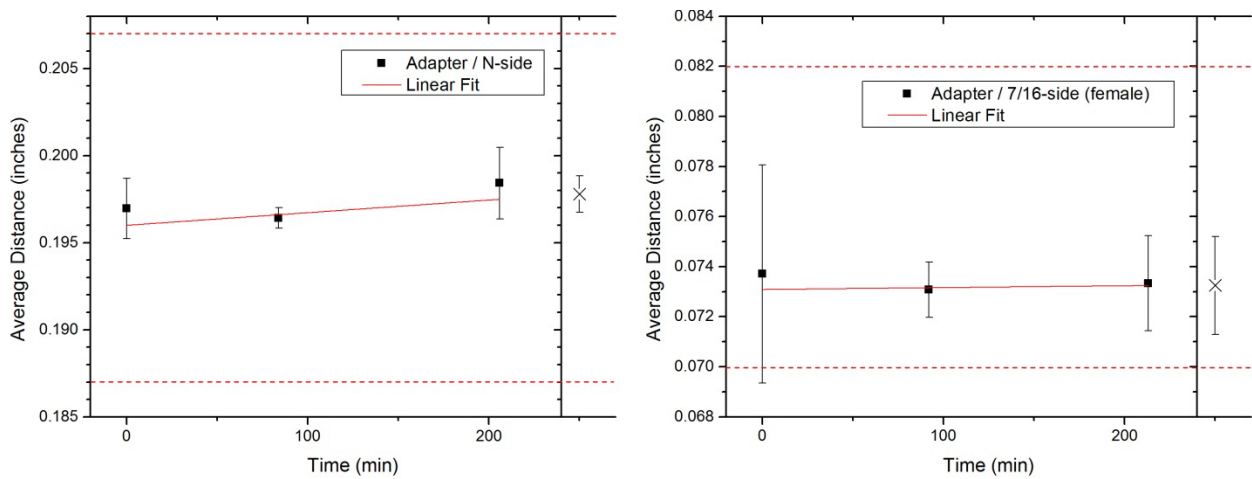 Average Distance (inches)
0.205
0.200
0.195
0.190
0.185
Adapter / N-side
Linear Fit
0
100
200
Time (min)
Average Distance (inches)
0.084
0.082
0.080
0.078
0.076
0.074
0.072
0.070
0.068
Adapter / 7/16-side (female)
Linear Fit
0
100
200
Time (min)